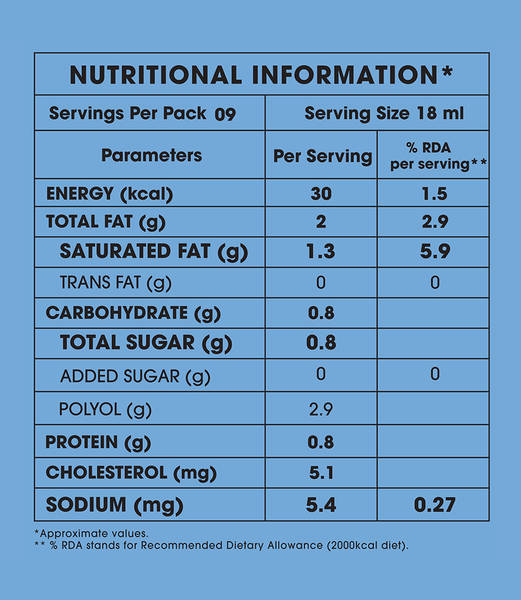 NUTRITIONAL INFORMATION*
Servings Per Pack 09 Serving Size 18 ml
Parameters Per Serving % RDA per serving**
ENERGY (kcal) 30 1.5
TOTAL FAT (g) 2 2.9
SATURATED FAT (g) 1.3 5.9
TRANS FAT (g) 0 0
CARBOHYDRATE (g) 0.8
TOTAL SUGAR (g) 0.8
ADDED SUGAR (g) 0 0
POLYOL (g) 2.9
PROTEIN (g) 0.8
CHOLESTEROL (mg) 5.1
SODIUM (mg) 5.4 0.27
*Approximate values.
** % RDA stands for Recommended Dietary Allowance (2000kcal diet).